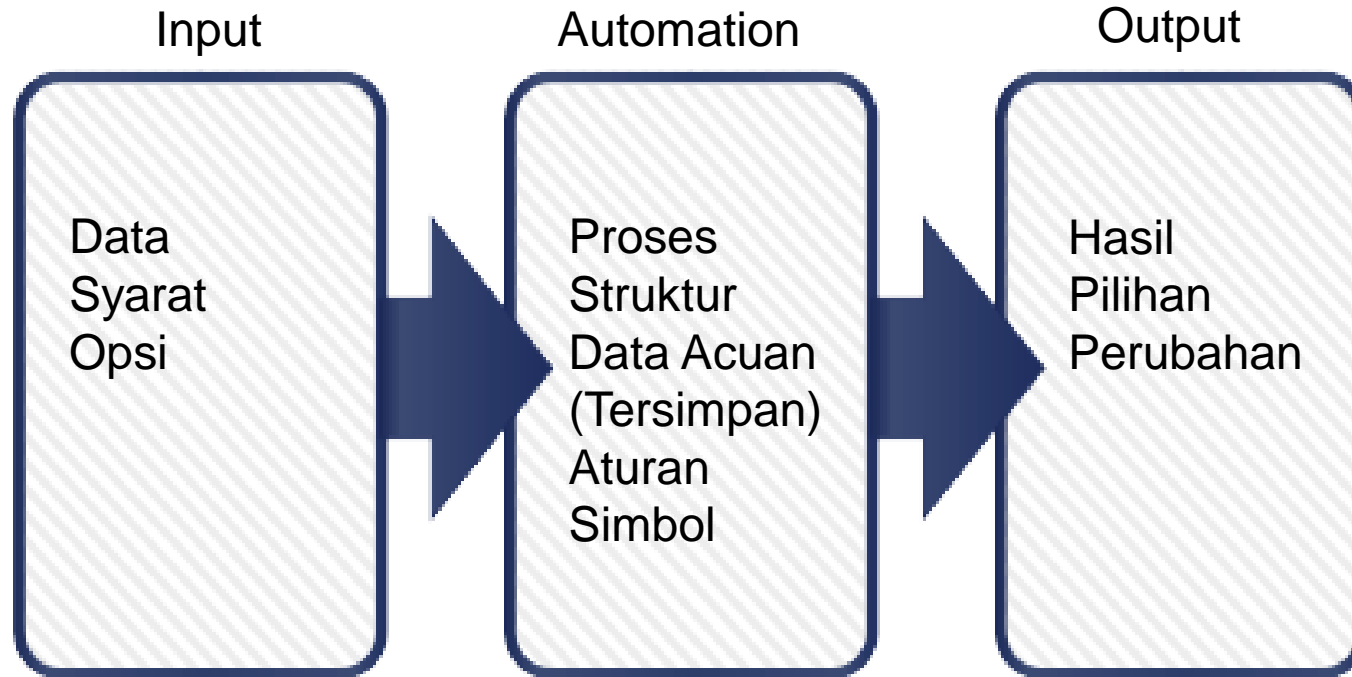 Input
Data
Syarat
Opsi
Automation
Proses
Struktur
Data Acuan
(Tersimpan)
Aturan
Simbol
Output
Hasil
Pilihan
Perubahan